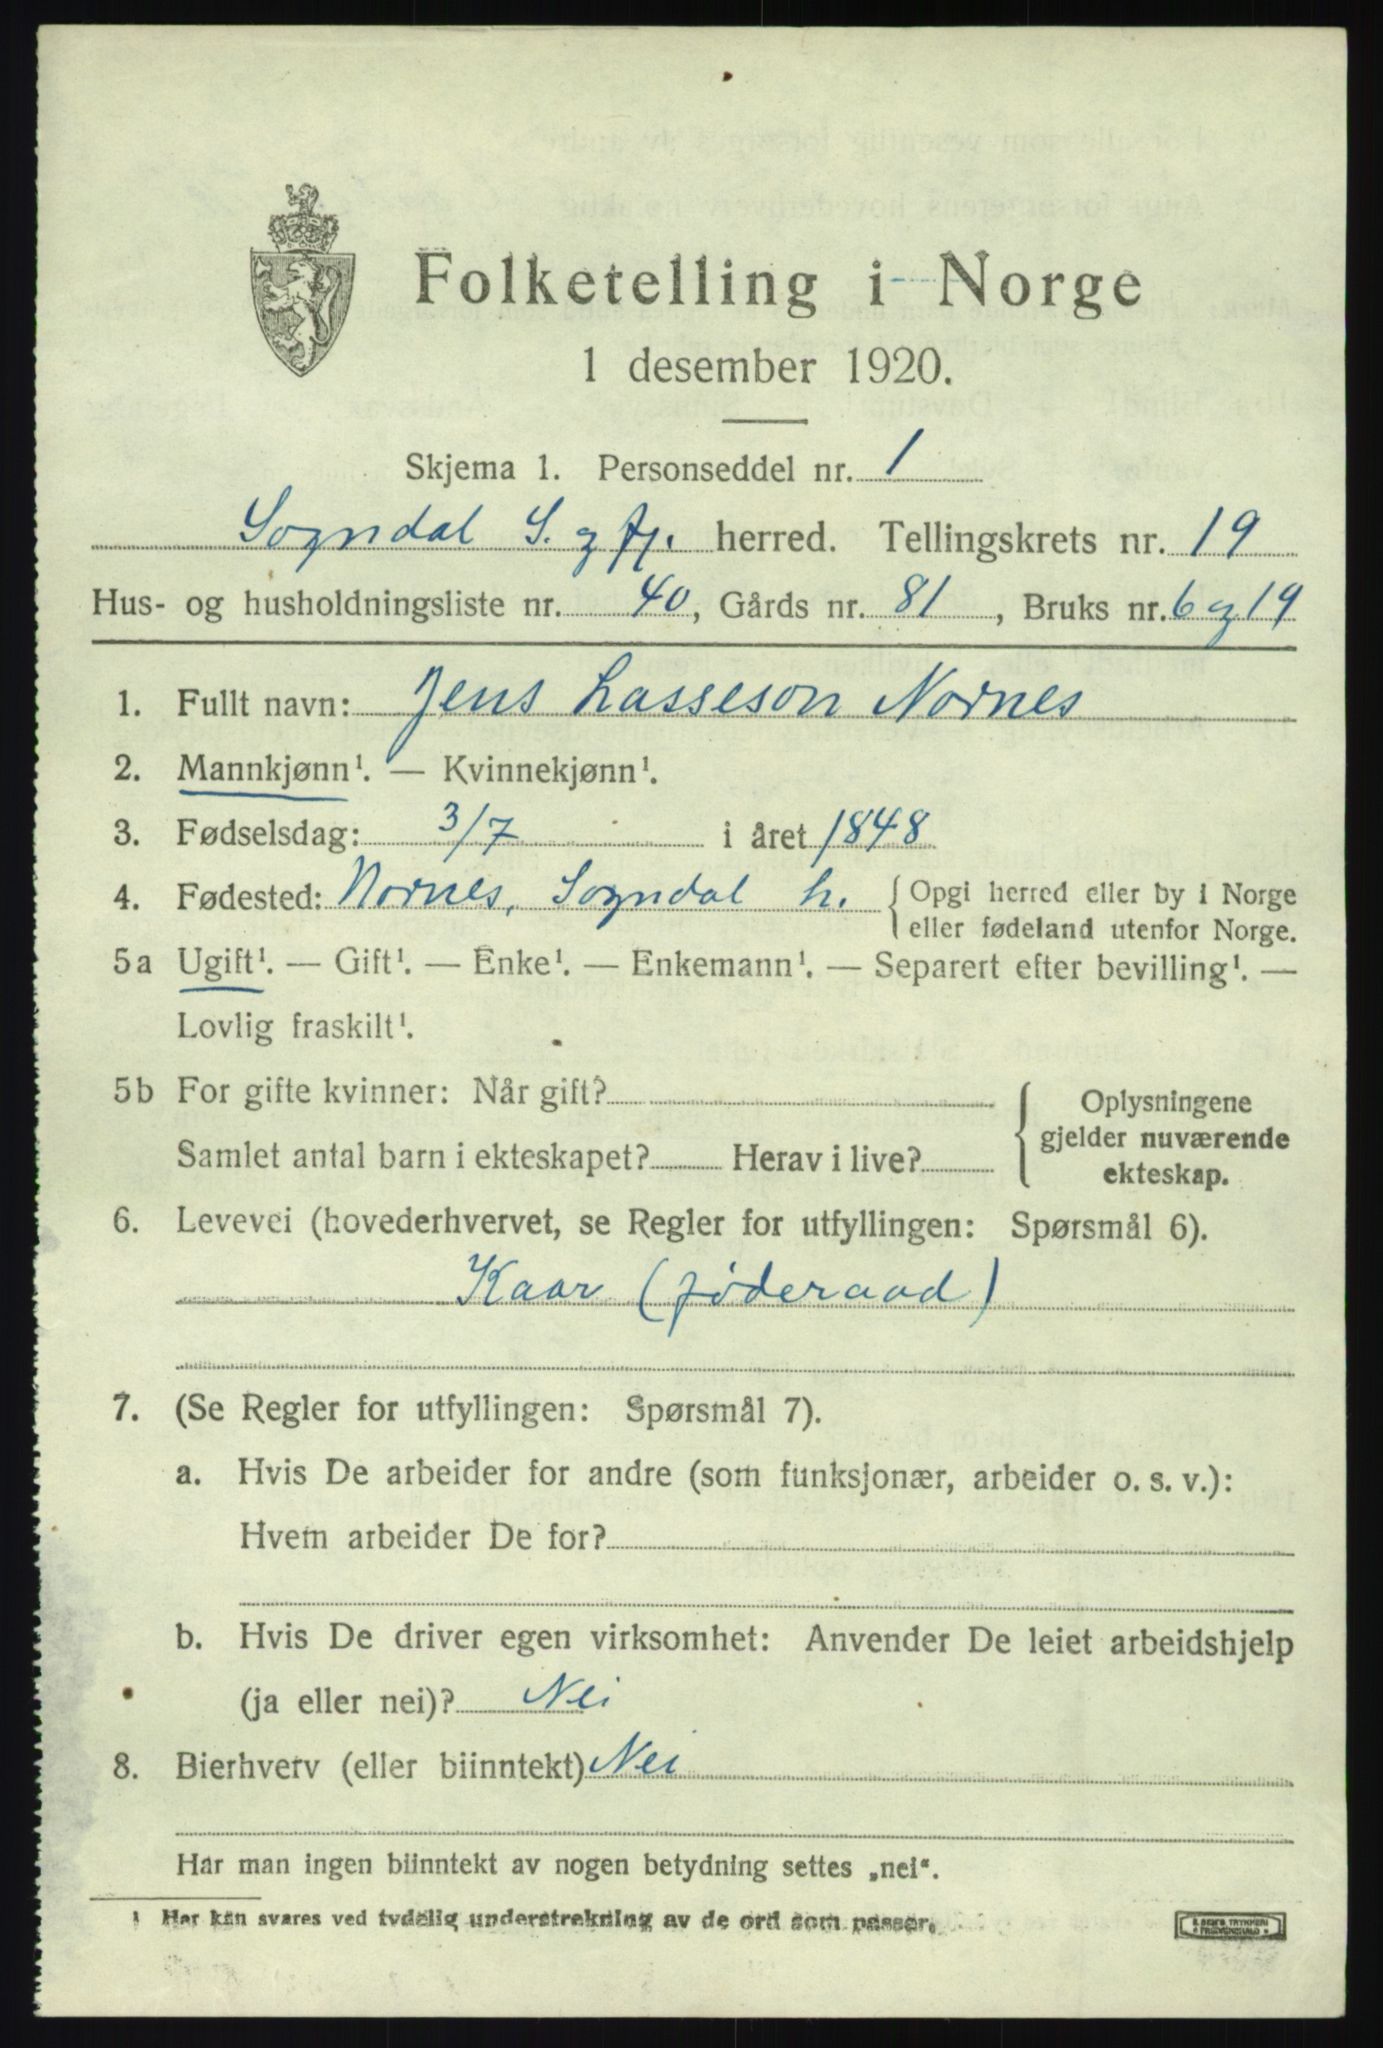 Folketelling i Norge
1 desember 1920.
Skjema 1. Personseddel nr. 1
Sogndal S. og fj. herred. Tellingskrets nr. 19
Hus- og husholdningsliste nr. 40, Gårds nr. 81, Bruks nr. 6 og 19
1. Fullt navn: Jens Lasseson Nornes
2. Mannkjønn¹. — Kvinnekjønn¹.
3. Fødselsdag: 3/7 i året 1848
4. Fødested: Nornes, Sogndal h. { Opgi herred eller by i Norge
eller fødeland utenfor Norge.
5a Ugift¹. — Gift¹. — Enke¹. — Enkemann¹. — Separert efter bevilling¹. —
Lovlig fraskilt¹.
5b For gifte kvinner: Når gift?
Samlet antal barn i ekteskapet? Herav i live?
{ Oplysningene
gjelder nuværende
ekteskap.
6. Levevei (hovederhvervet, se Regler for utfyllingen: Spørsmål 6).
Kaar (føderaad)
7. (Se Regler for utfyllingen: Spørsmål 7).
a. Hvis De arbeider for andre (som funksjonær, arbeider o. s. v.):
Hvem arbeider De for?
b. Hvis De driver egen virksomhet: Anvender De leiet arbeidshjelp
(ja eller nei)? Nei
8. Bierhverv (eller biinntekt) Nei
Har man ingen biinntekt av nogen betydning settes „nei“.
¹ Her kan svares ved tydelig understrekning av de ord som passer.